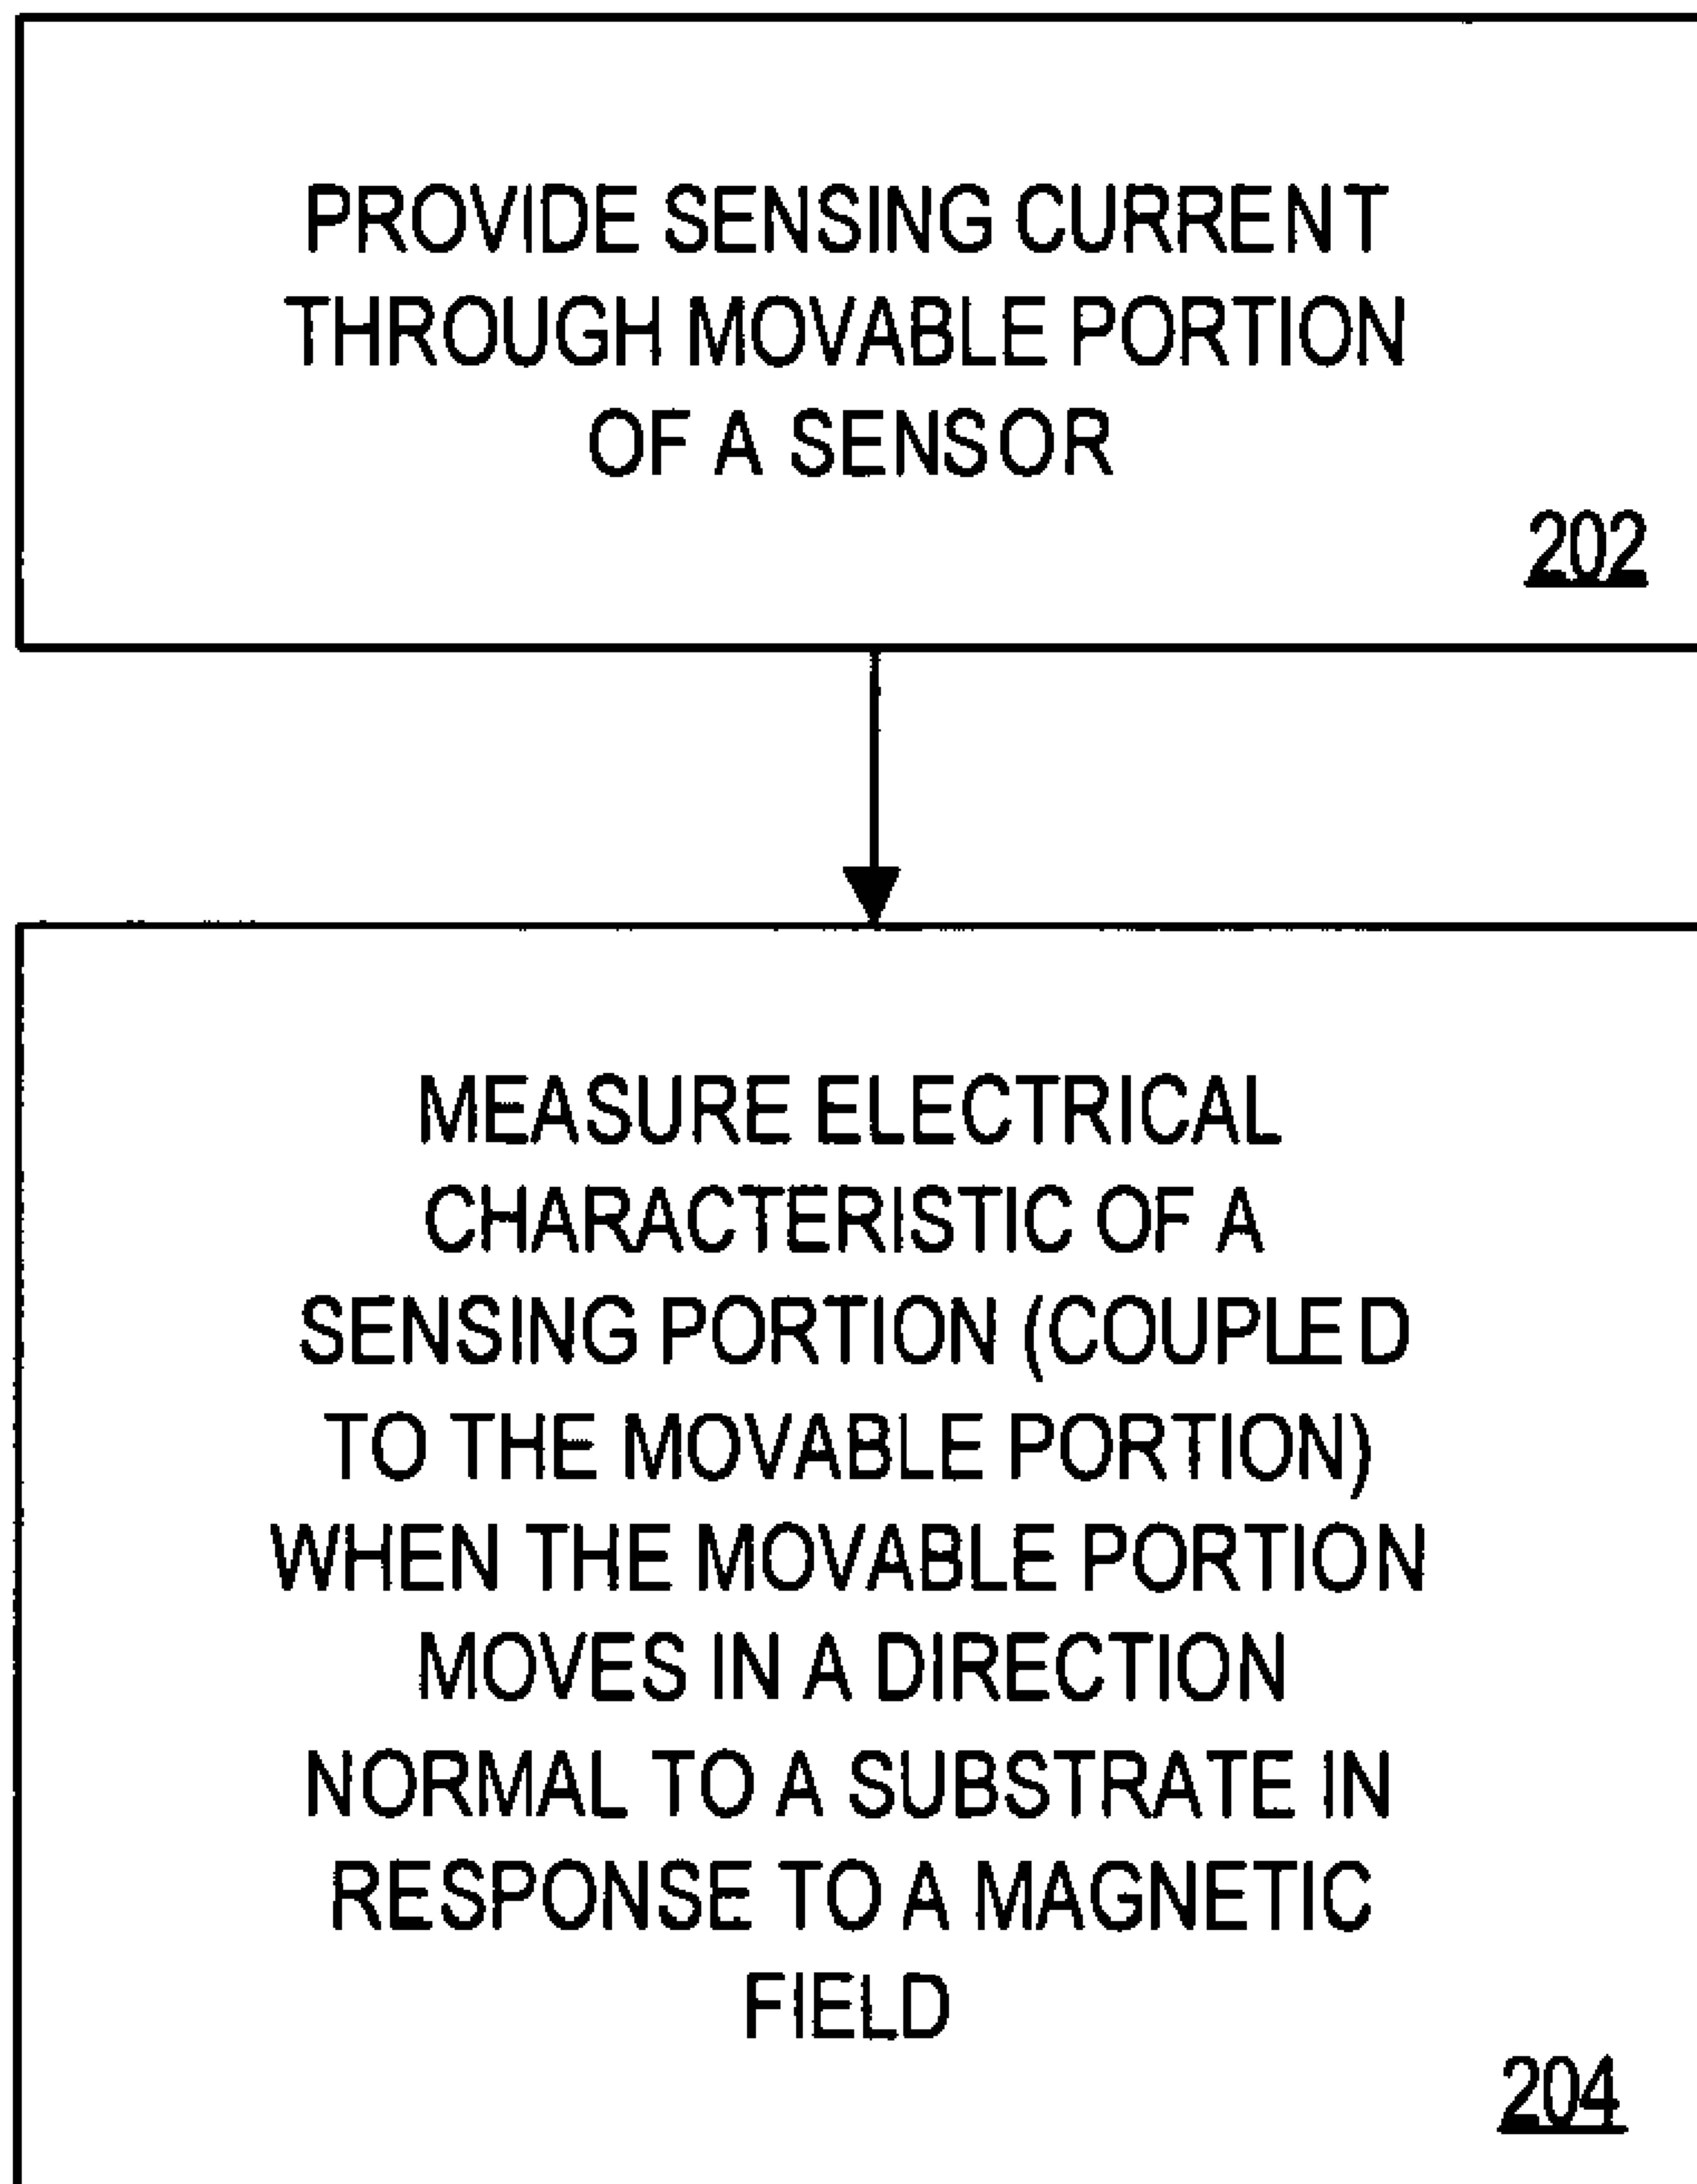 PROVIDE SENSING CURRENT
THROUGH MOVABLE PORTION
OF A SENSOR
202
MEASURE ELECTRICAL
CHARACTERISTIC OF A
SENSING PORTION (COUPLED
TO THE MOVABLE PORTION)
WHEN THE MOVABLE PORTION
MOVES IN A DIRECTION
NORMAL TO A SUBSTRATE IN
RESPONSE TO A MAGNETIC
FIELD
204